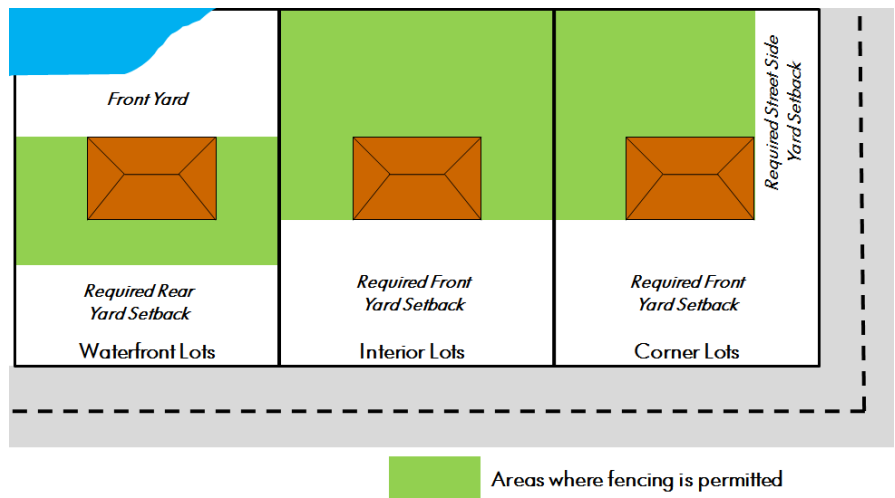 Front Yard
Required Street Side
Yard Setback
Required Rear
Yard Setback
Required Front
Yard Setback
Required Front
Yard Setback
Waterfront Lots
Interior Lots
Corner Lots
Areas where fencing is permitted